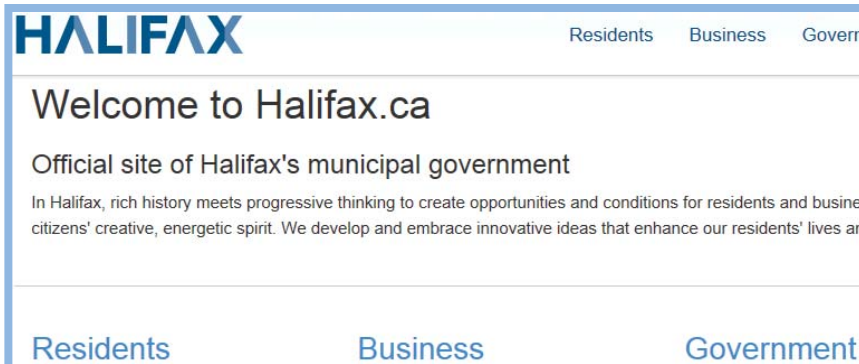 HALIFAX
Residents Business
Welcome to Halifax.ca
Official site of Halifax's municipal government
In Halifax, rich history meets progressive thinking to create opportunities and conditions for residents and
citizens' creative, energetic spirit. We develop and embrace innovative ideas that enhance our residents' lives
Residents Business Government